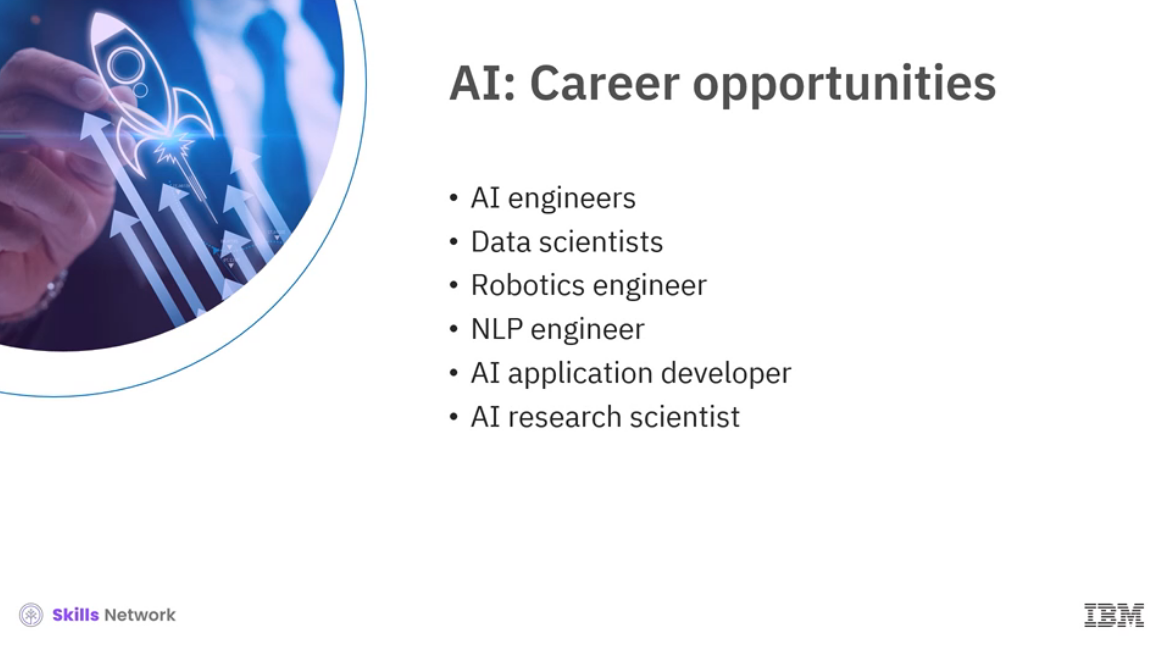 AI: Career opportunities
• AI engineers
• Data scientists
• Robotics engineer
• NLP engineer
• AI application developer
• AI research scientist
Skills Network
IBM